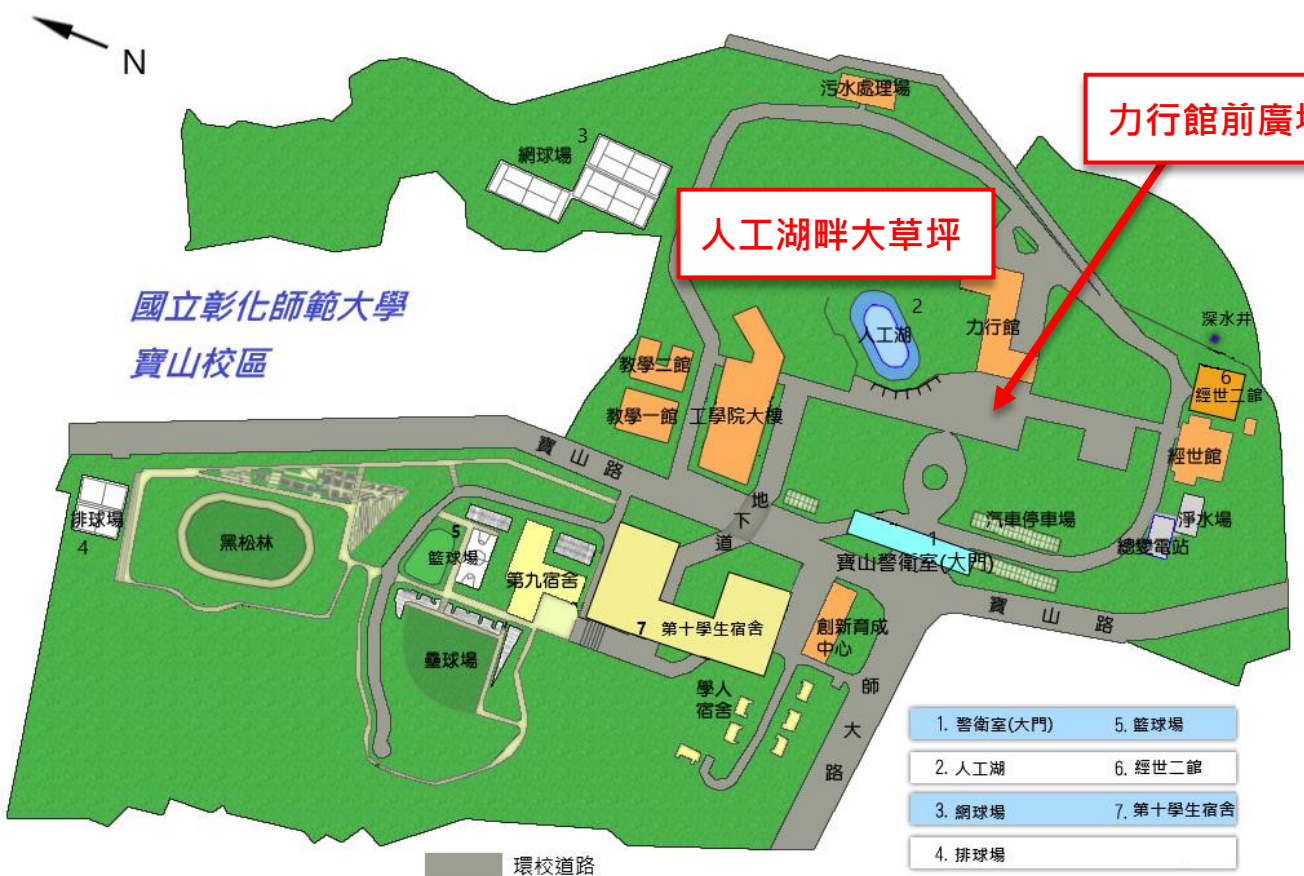 N
污水處理場
力行館前廣
3
網球場
人工湖畔大草坪
國立彰化師範大學
寶山校區
2
人工湖
力行館
深水井
6
經世二館
教學二館
教學一館
工學院大樓
經世館
寶山路
地下道
排球場
4
黑松林
5
籃球場
第九宿舍
汽車停車場
淨水場
總變電站
1
寶山警衛室(大門)
寶山路
7 第十學生宿舍
創新育成
中心
壘球場
學人
宿舍
師大路
1. 警衛室(大門) 5. 籃球場
2. 人工湖 6. 經世二館
3. 網球場 7. 第十學生宿舍
4. 排球場
環校道路